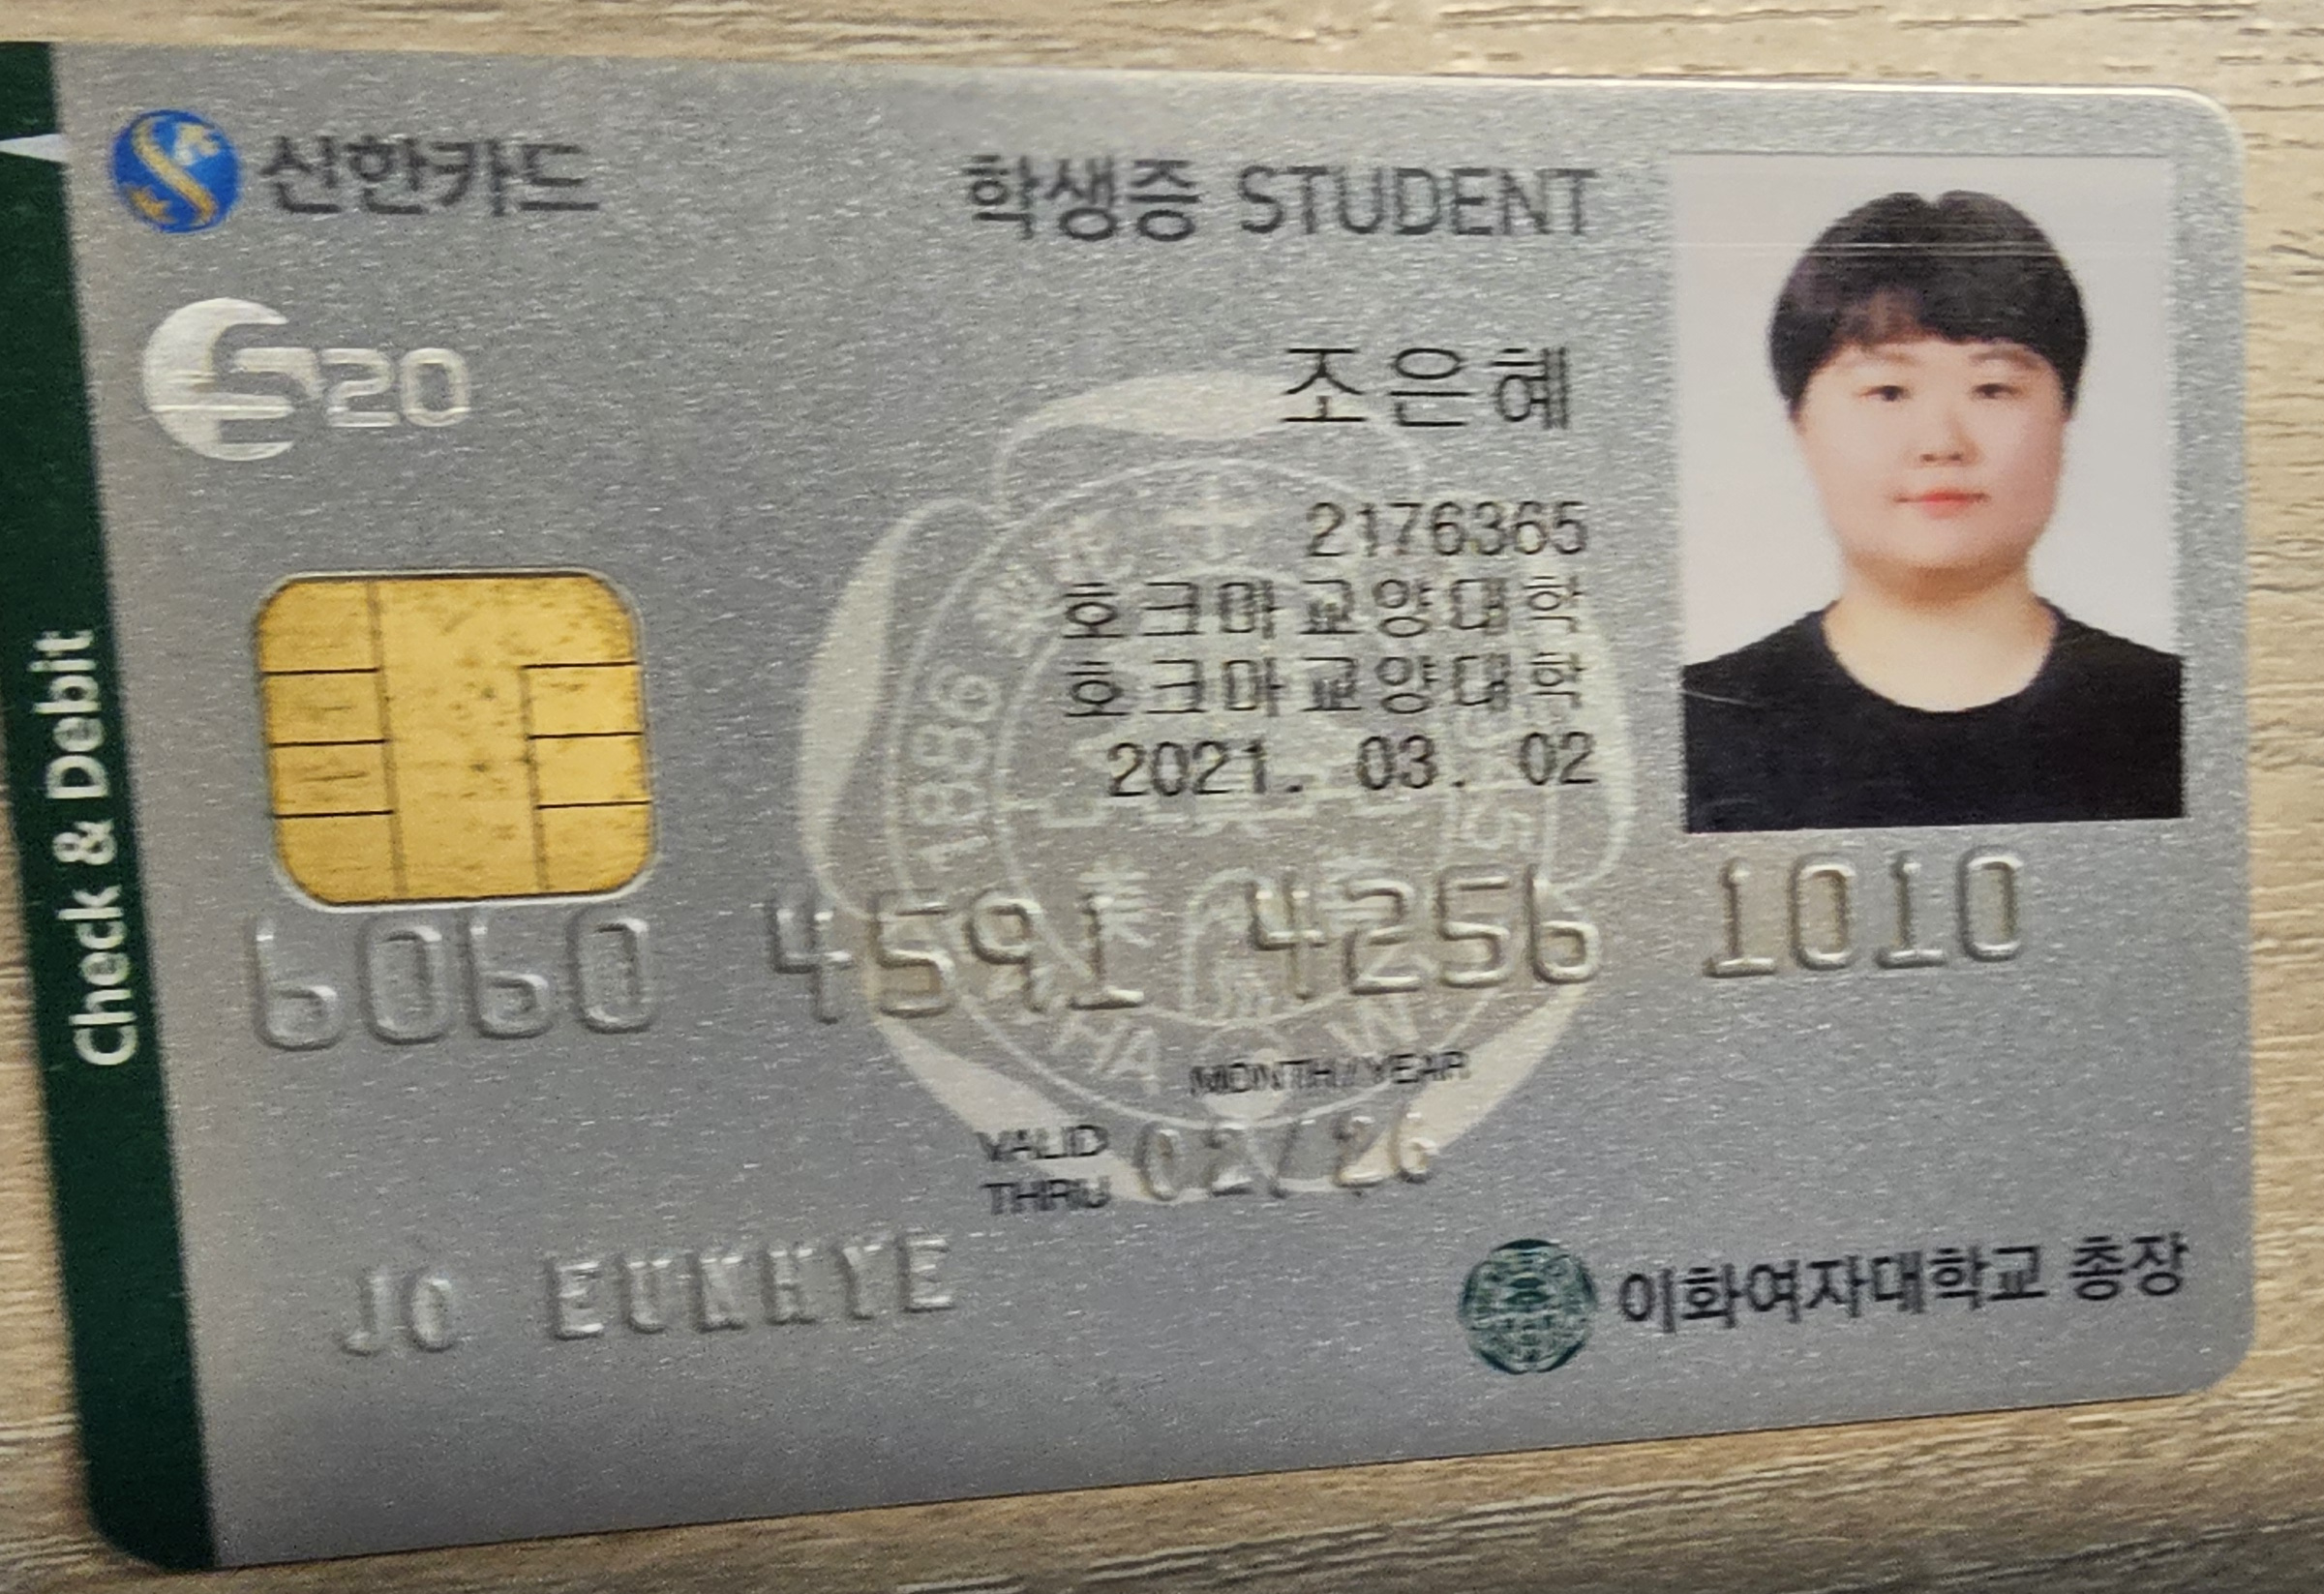 신한카드
학생증 STUDENT
E20
조은혜
2176365
호크마교양대학
호크마교양대학
2021. 03. 02
1886
6060 4591 4256 1010
MONTH/YEAR
VALID THRU 02/26
JO EUNHYE
이화여자대학교 총장
Check & Debit